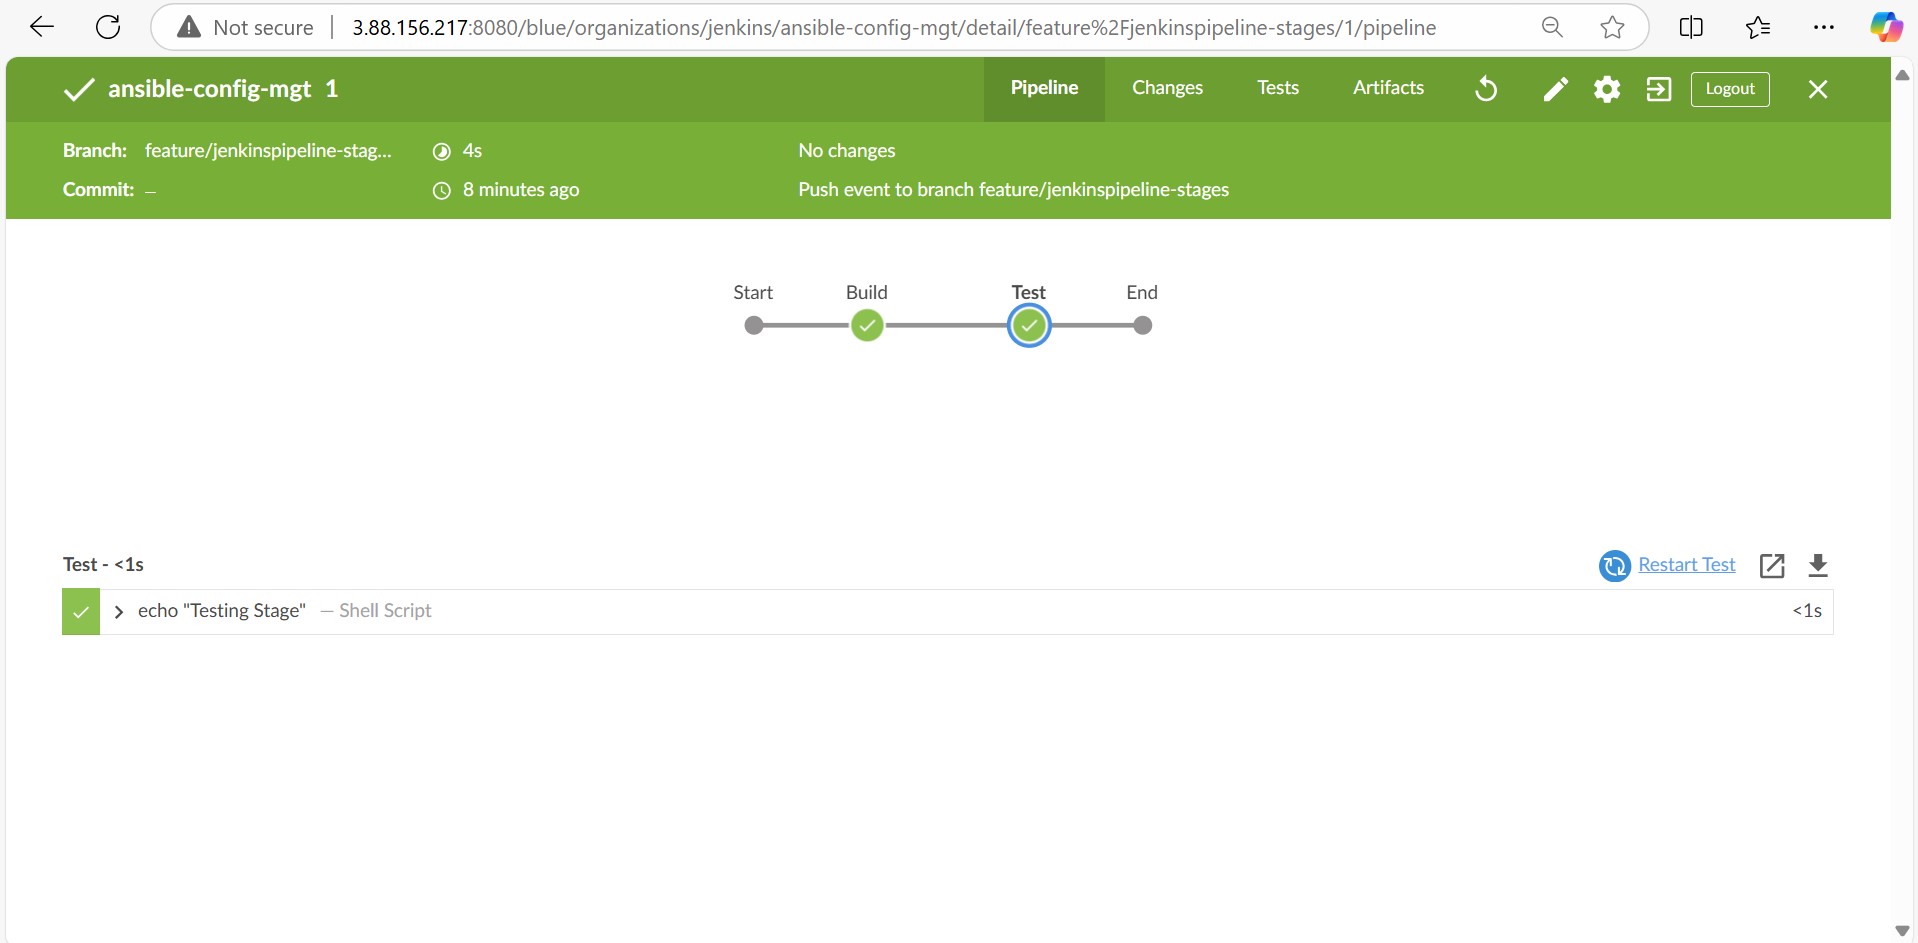 Not secure 3.88.156.217:8080/blue/organizations/jenkins/ansible-config-mgt/detail/feature%2Fjenkinspipeline-stages/1/pipeline
ansible-config-mgt 1 Pipeline Changes Tests Artifacts Logout
Branch: feature/jenkinspipeline-stag... 4s No changes
Commit: – 8 minutes ago Push event to branch feature/jenkinspipeline-stages
Start Build Test End
Test - <1s Restart Test
echo "Testing Stage" — Shell Script <1s